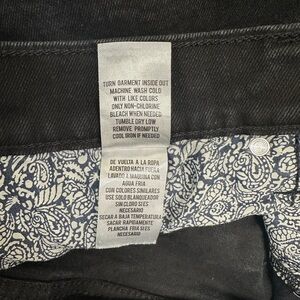 TURN GARMENT INSIDE OUT
MACHINE WASH COLD
WITH LIKE COLORS
ONLY NON-CHLORINE
BLEACH WHEN NEEDED
TUMBLE DRY LOW
REMOVE PROMPTLY
COOL IRON IF NEEDED
DE VUELTA A LA ROPA
ADENTRO HACIA FUERA
LAVADO A MAQUINA CON
AGUA FRIA
CON COLORES SIMILARES
USE SOLO BLANQUEADOR
SIN CLORO SI ES
NECESARIO
SECAR A BAJA TEMPERATURA
SACAR RAPIDAMENTE
PLANCHA FRIA SI ES
NECESARIO